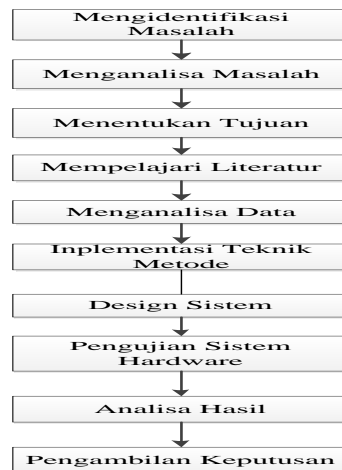 Mengidentifikasi
Masalah
Menganalisa Masalah
Menentukan Tujuan
Mempelajari Literatur
Menganalisa Data
Inplementasi Teknik
Metode
Design Sistem
Pengujian Sistem
Hardware
Analisa Hasil
Pengambilan Keputusan